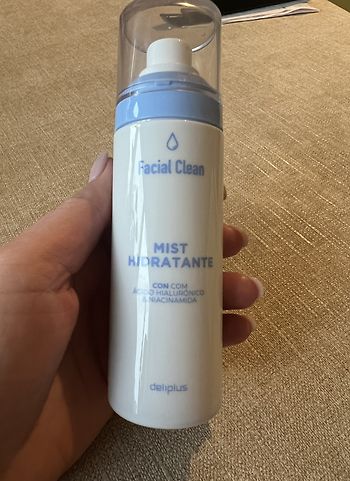 Facial Clean
MIST
HIDRATANTE
CON COM
ÁCIDO HIALURÓNICO
& NIACINAMIDA
deliplus